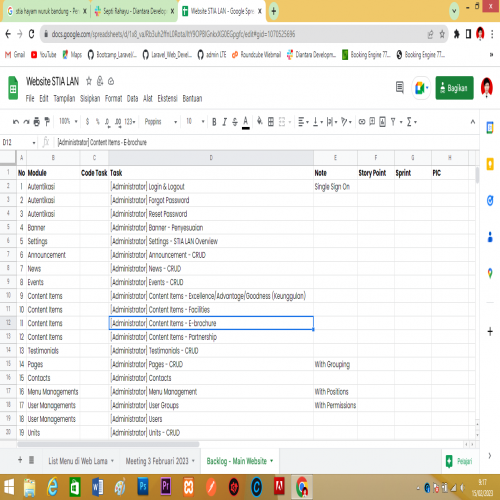 stia hayam wuruk bandung - Pen
Septi Rahayu - Diantara Develop
Website STIA LAN - Google Spre
docs.google.com/spreadsheets/d/
Gmail YouTube Maps Bootcamp_Laravel/... Laravel_Web_Devel... admin LTE Roundcube Webmail Diantara Developm... Booking Engine 77... Booking Engine 77...
Website STIA LAN
File Edit Tampilan Sisipkan Format Data Alat Ekstensi Bantuan
Bagikan
100% $ % .0 .00 123 Poppins 10 B I S A
D12 fx [Administrator] Content Items - E-brochure
A B C D E F G H
1 No Module Code Task Task Note Story Point Sprint PIC
2 1 Autentikasi [Administrator] Login & Logout Single Sign On
3 2 Autentikasi [Administrator] Forgot Password
4 3 Autentikasi [Administrator] Reset Password
5 4 Banner [Administrator] Banner - Penyesuaian
6 5 Settings [Administrator] Settings - STIA LAN Overview
7 6 Announcement [Administrator] Announcement - CRUD
8 7 News [Administrator] News - CRUD
9 8 Events [Administrator] Events - CRUD
10 9 Content Items [Administrator] Content Items - Excellence/Advantage/Goodness (Keunggulan)
11 10 Content Items [Administrator] Content Items - Facilities
12 11 Content Items [Administrator] Content Items - E-brochure
13 12 Content Items [Administrator] Content Items - Partnership
14 13 Testimonials [Administrator] Testimonials - CRUD
15 14 Pages [Administrator] Pages - CRUD With Grouping
16 15 Contacts [Administrator] Contacts
17 16 Menu Managements [Administrator] Menu Management With Positions
18 17 User Managements [Administrator] User Groups With Permissions
19 18 User Managements [Administrator] Users
20 19 Units [Administrator] Units - CRUD
List Menu di Web Lama Meeting 3 Februari 2023 Backlog - Main Website Pelajari
9:17
15/02/2023